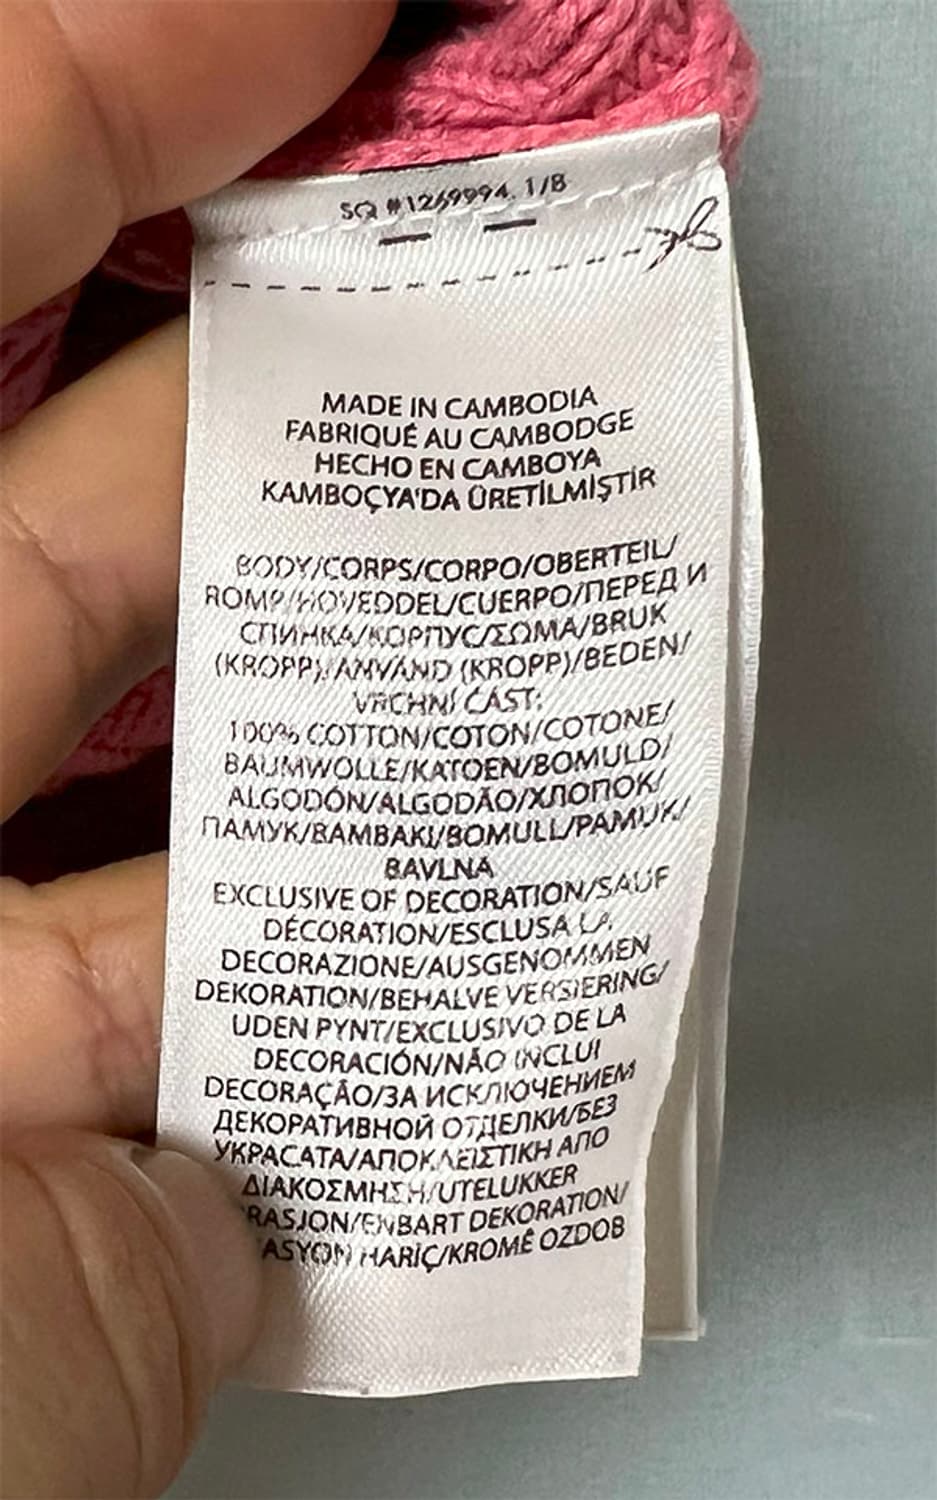 SQ #1269994 1/B
MADE IN CAMBODIA
FABRIQUÉ AU CAMBODGE
HECHO EN CAMBOYA
KAMBOÇYA'DA ÜRETİLMİŞTİR
BODY/CORPS/CORPO/OBERTEIL/
ROMP/HOVEDDEL/CUERPO/ПЕРЕД И
СПИНКА/КОРПУС/ΣΩΜΑ/BRUK
(KROPP)/ANVÄND (KROPP)/BEDEN/
VRCHNÍ ČÁST:
100% COTTON/COTON/COTONE/
BAUMWOLLE/KATOEN/BOMULD/
ALGODÓN/ALGODÃO/ХЛОПОК/
ПАМУК/BAMBAKI/BOMULL/PAMUK/
BAVLNA
EXCLUSIVE OF DECORATION/SAUF
DÉCORATION/ESCLUSA LA
DECORAZIONE/AUSGENOMMEN
DEKORATION/BEHALVE VERSIERING/
UDEN PYNT/EXCLUSIVO DE LA
DECORACIÓN/NÃO INCLUI
DECORAÇÃO/ЗА ИСКЛЮЧЕНИЕМ
ДЕКОРАТИВНОЙ ОТДЕЛКИ/БЕЗ
УКРАСАТА/ΑΠΟΚΛΕΙΣΤΙΚΗ ΑΠΟ
ΔΙΑΚΟΣΜΗΣΗ/UTELUKKER
RASJON/ENBART DEKORATION/
ASYON HARİÇ/KROMĚ OZDOB